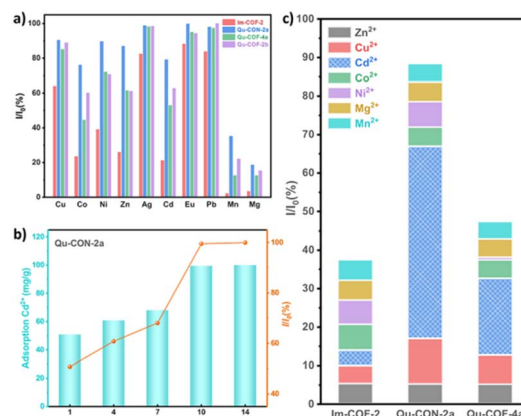 a)
I/I₀(%)
100
80
60
40
20
0
Im-COF-2
Qu-CON-2a
Qu-COF-4a
Qu-COF-2b
Cu Co Ni Zn Ag Cd Eu Pb Mn Mg
b)
Qu-CON-2a
Adsorption Cd²⁺ (mg/g)
120
100
80
60
40
20
0
I/I₀(%)
100
80
60
40
1 4 7 10 14
c)
I/I₀(%)
100
90
80
70
60
50
40
30
20
10
0
Zn²⁺
Cu²⁺
Cd²⁺
Co²⁺
Ni²⁺
Mg²⁺
Mn²⁺
Im-COF-2 Qu-CON-2a Qu-COF-4a